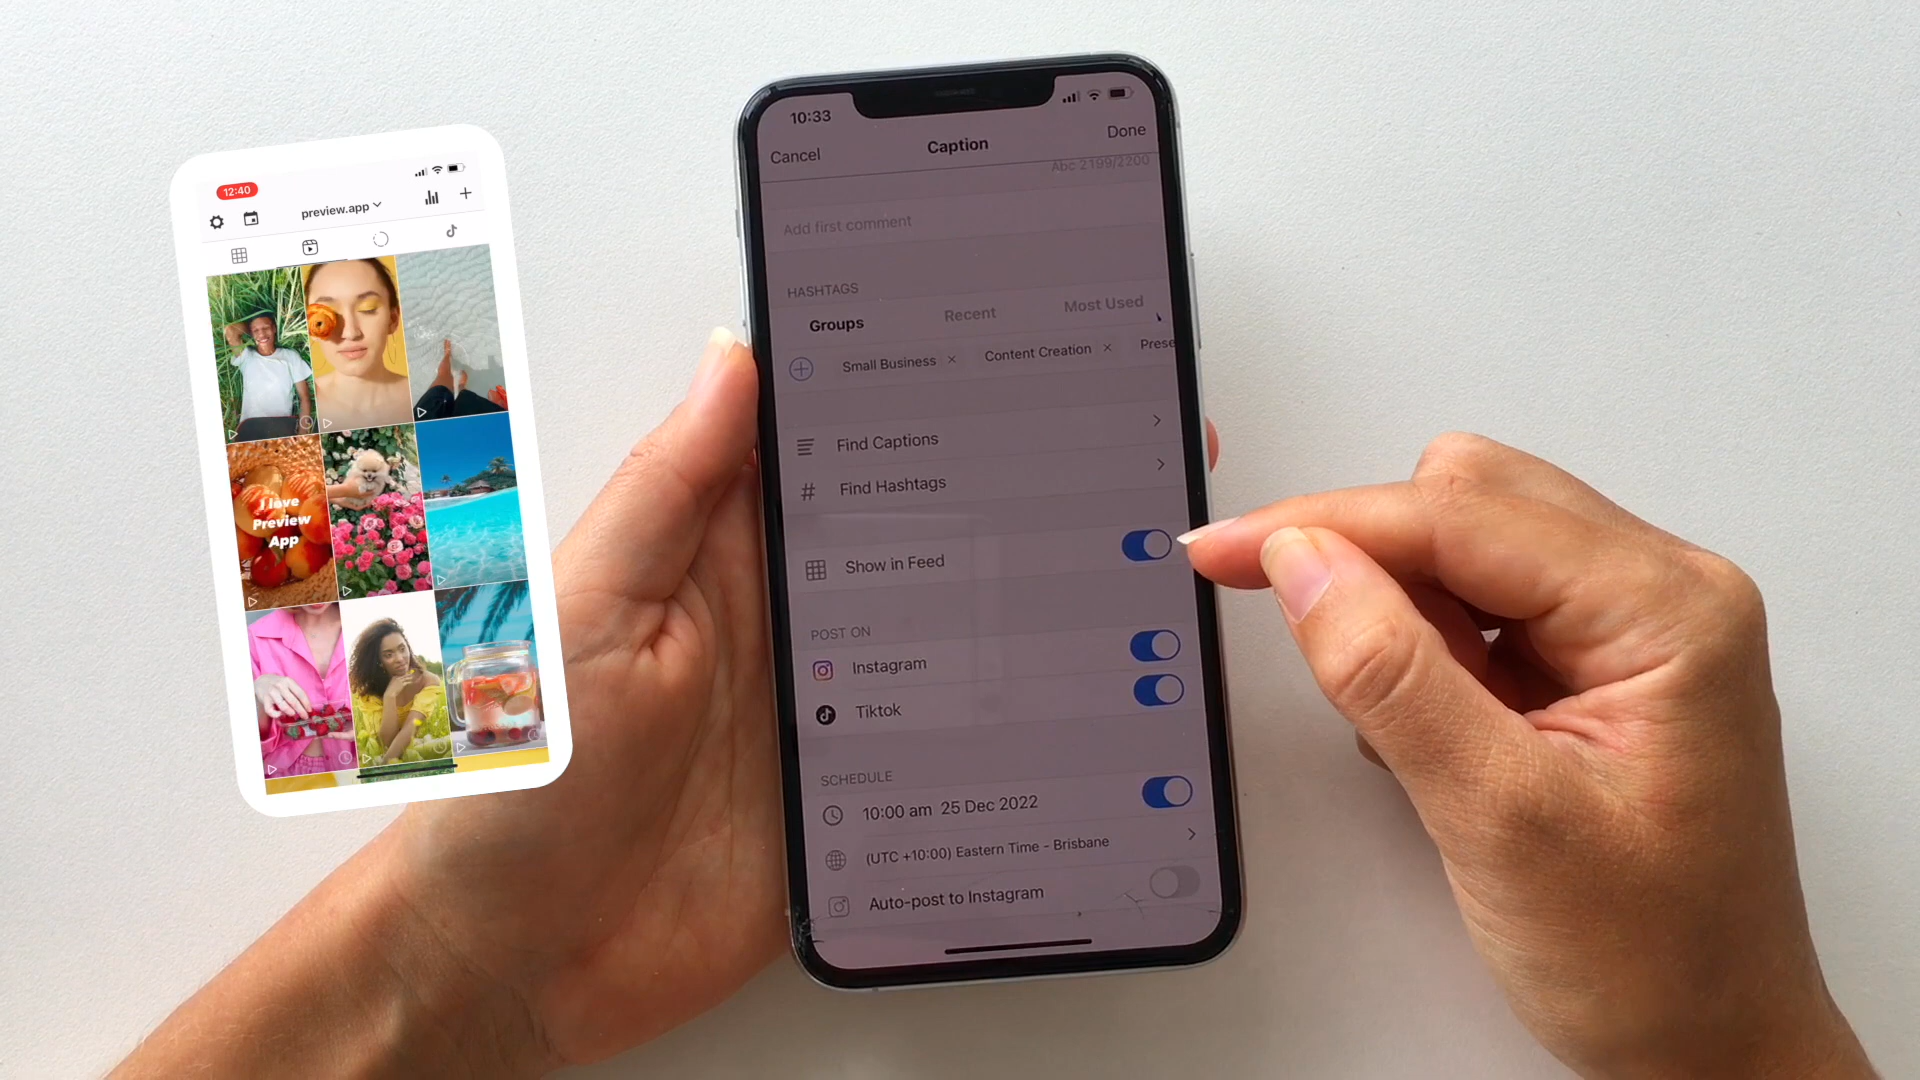 12:40
preview.app
I love
Preview
App
10:33
Cancel
Caption
Done
Abc 2199/2200
Add first comment
HASHTAGS
Groups
Recent
Most Used
Small Business ×
Content Creation ×
Prese
Find Captions
# Find Hashtags
Show in Feed
POST ON
Instagram
Tiktok
SCHEDULE
10:00 am 25 Dec 2022
(UTC +10:00) Eastern Time - Brisbane
Auto-post to Instagram